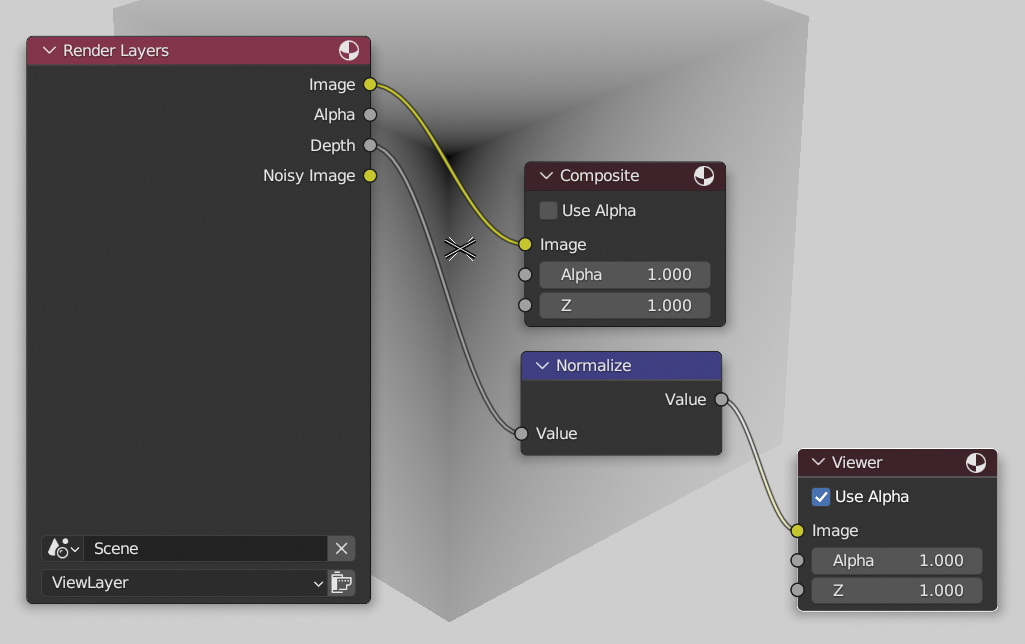 Render Layers
Image
Alpha
Depth
Noisy Image
Scene
ViewLayer
Composite
Use Alpha
Image
Alpha 1.000
Z 1.000
Normalize
Value
Value
Viewer
Use Alpha
Image
Alpha 1.000
Z 1.000